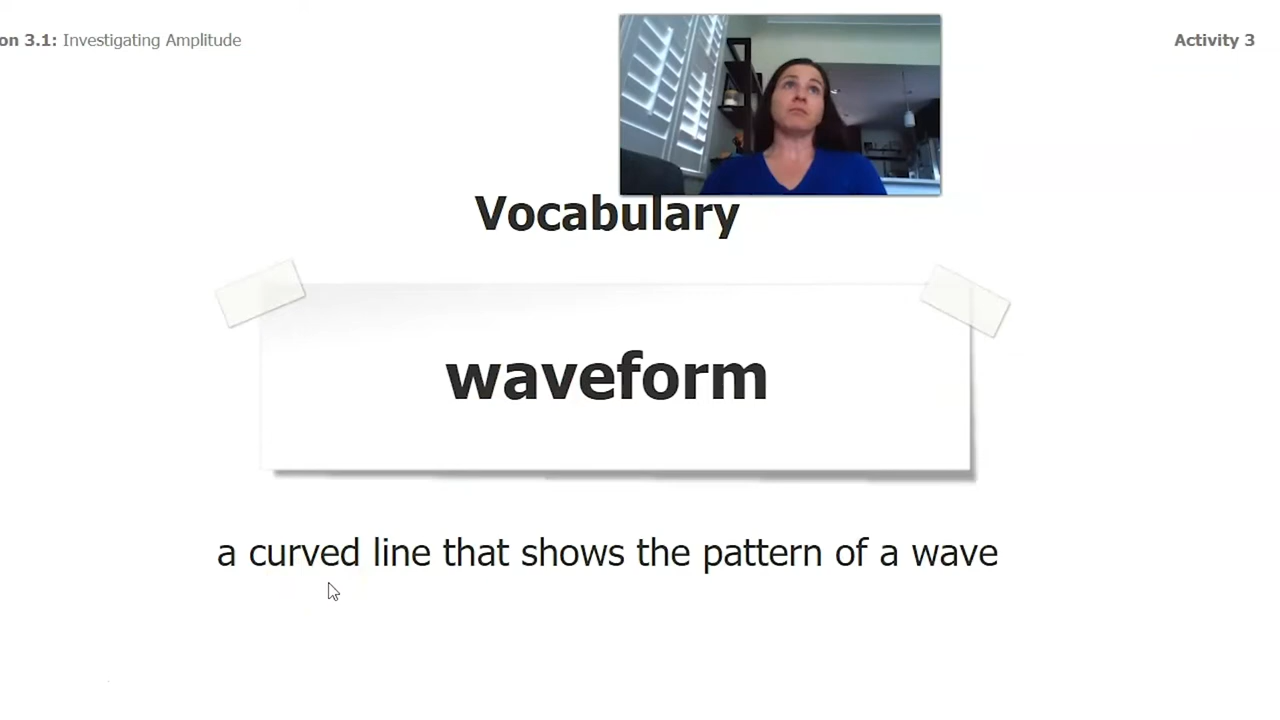 on 3.1: Investigating Amplitude
Activity 3
Vocabulary
waveform
a curved line that shows the pattern of a wave